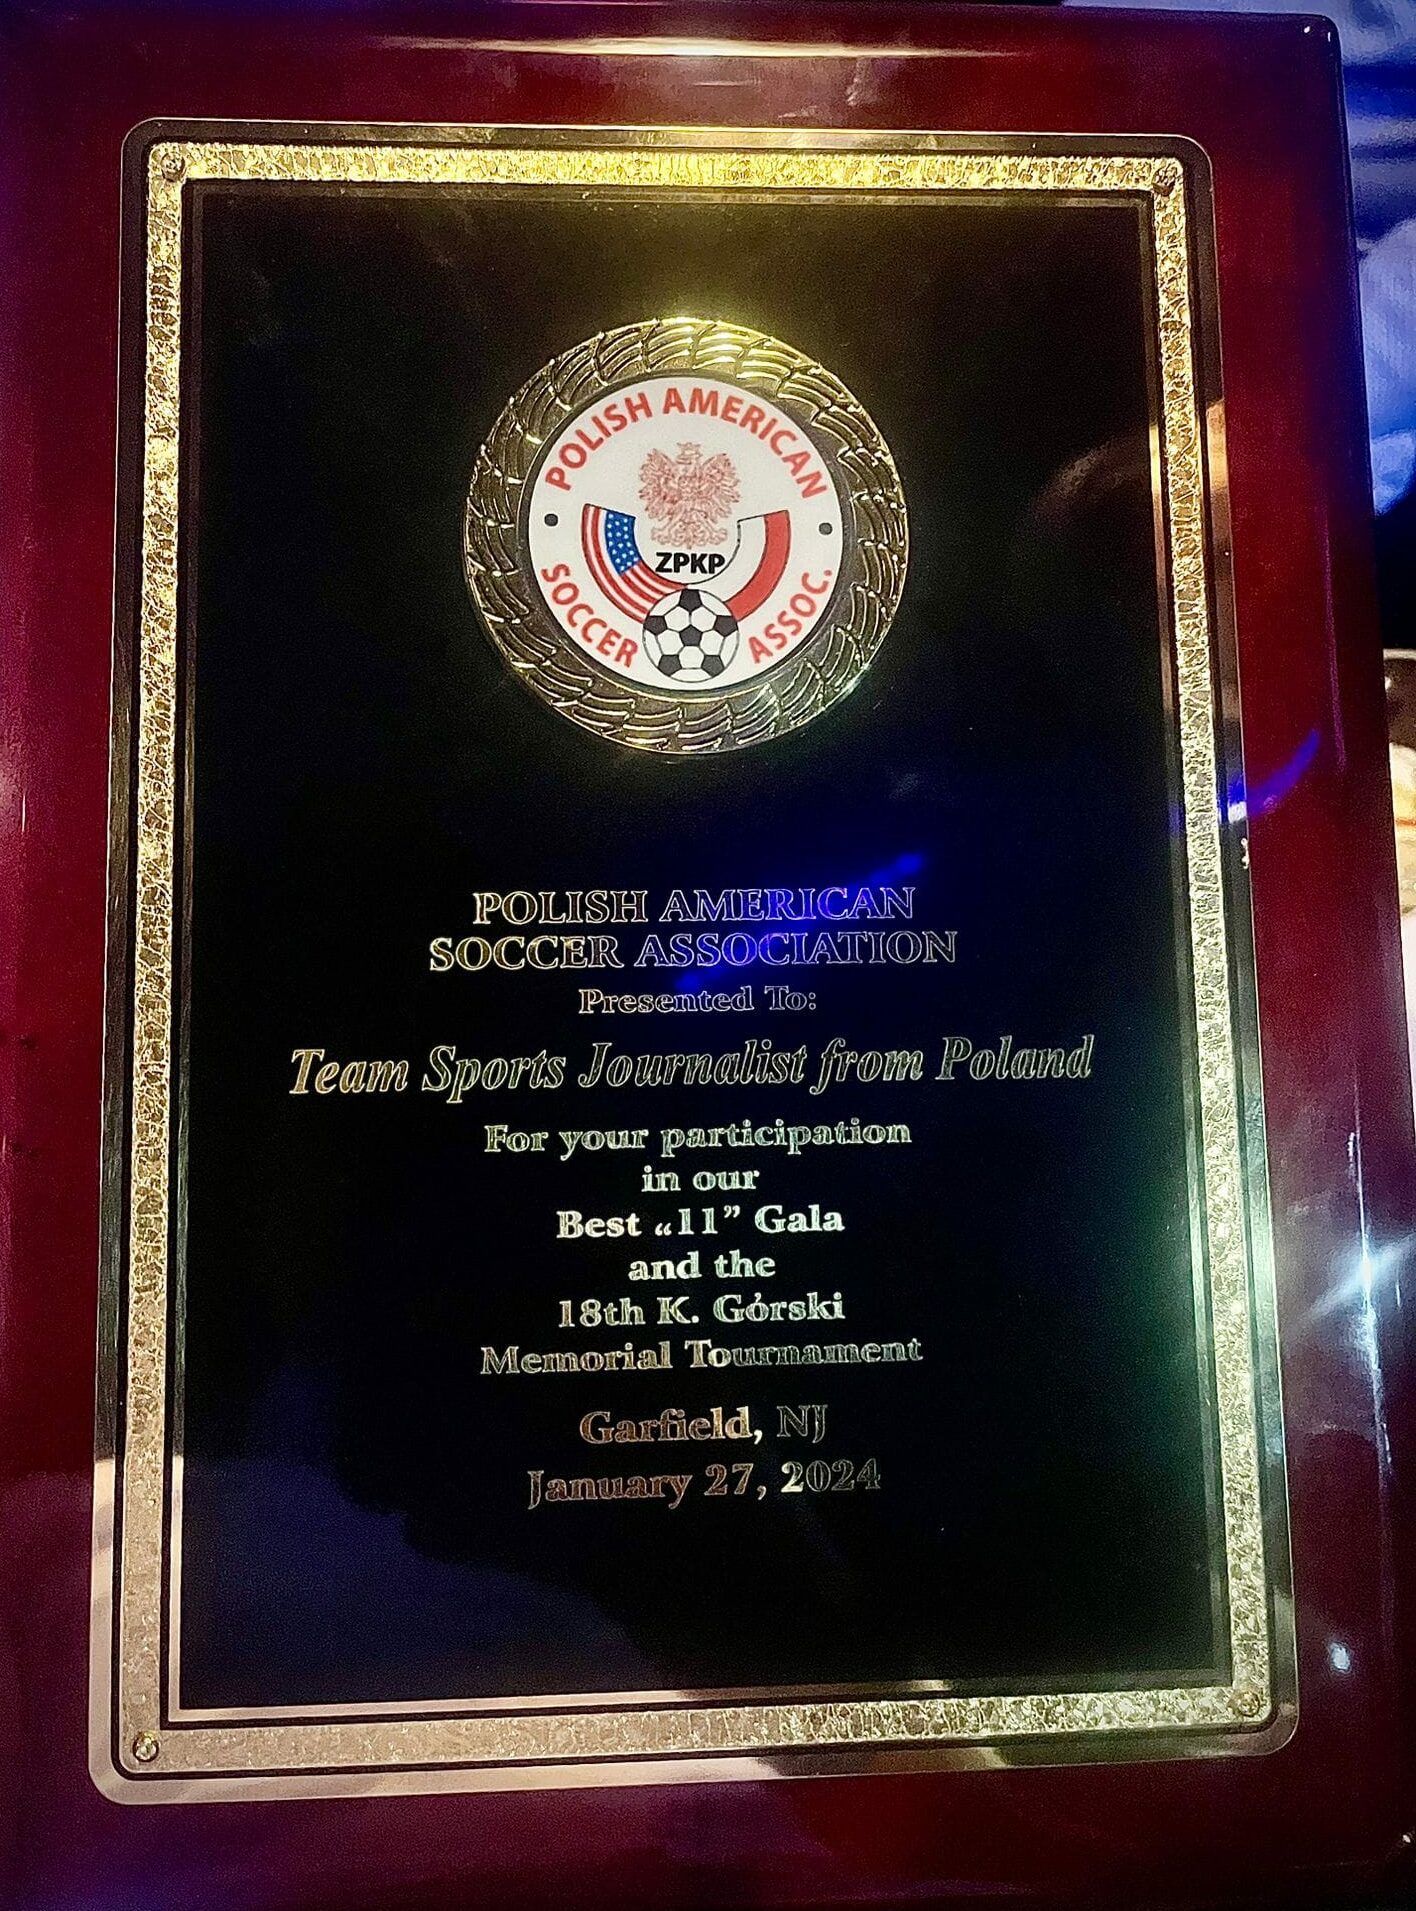 POLISH AMERICAN
ZPKP
SOCCER ASSOC.
POLISH AMERICAN
SOCCER ASSOCIATION
Presented To:
Team Sports Journalist from Poland
For your participation
in our
Best „11” Gala
and the
18th K. Górski
Memorial Tournament
Garfield, NJ
January 27, 2024